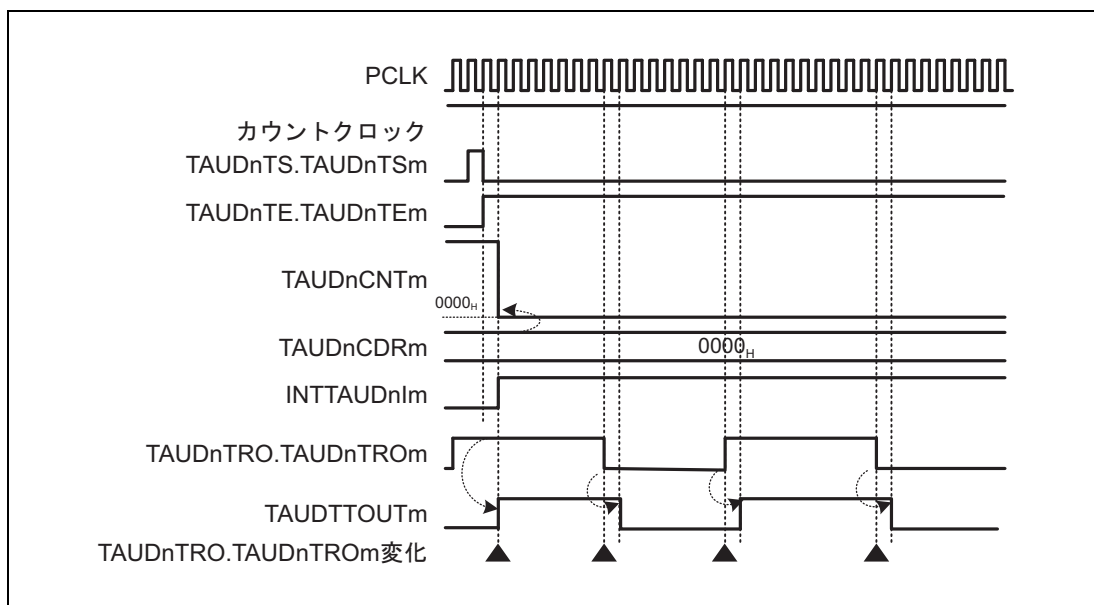 PCLK
カウントクロック
TAUDnTS.TAUDnTSm
TAUDnTE.TAUDnTEm
TAUDnCNTm
0000H
TAUDnCDRm
0000H
INTTAUDnIm
TAUDnTRO.TAUDnTROm
TAUDTTOUTm
TAUDnTRO.TAUDnTROm変化